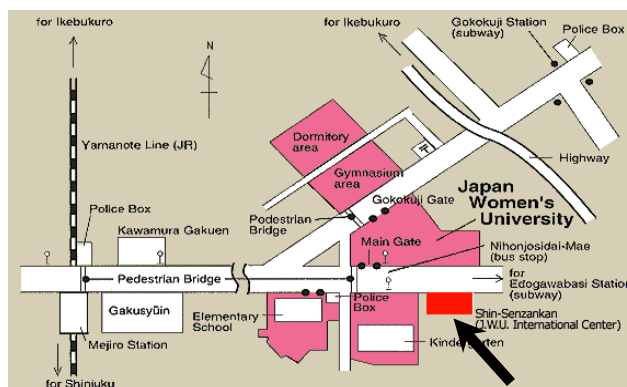 for Ikebukuro
for Ikebukuro
Gokokuji Station
(subway)
Police Box
N
Yamanote Line (JR)
Dormitory
area
Gymnasium
area
〒
Highway
Gokokuji Gate
Japan
Women's
University
Police Box
Kawamura Gakuen
Podestrian
Bridge
Main Gate
Nihonjosidai-Mae
(bus stop)
Pedestrian Bridge
for
Edogawabasi Station
(subway)
Gakusyūin
Police
Box
Elementary
School
Shin-Senzankan
(J.W.U. International Center)
Mejiro Station
Kindergarten
for Shinjuku